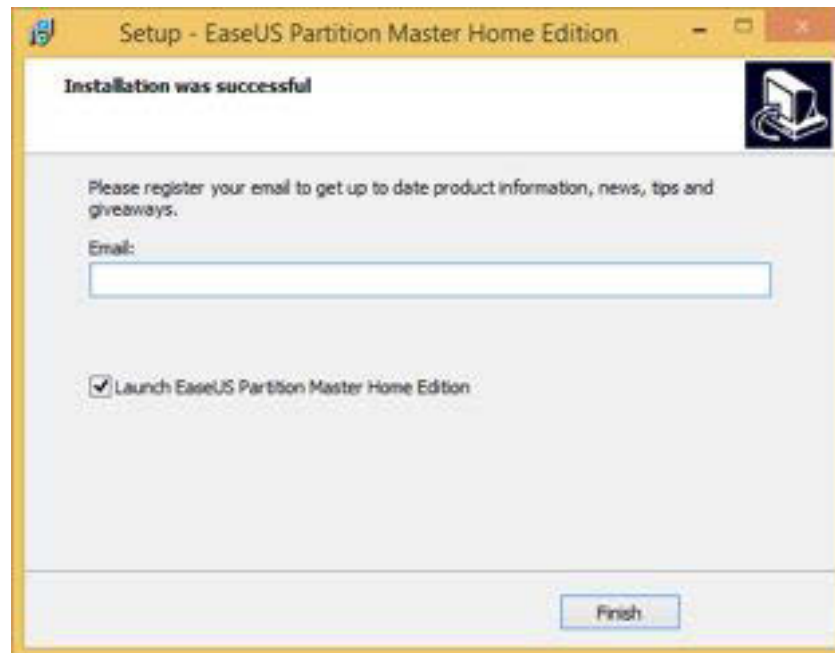 Setup - EaseUS Partition Master Home Edition
Installation was successful
Please register your email to get up to date product information, news, tips and
giveaways.
Email:
Launch EaseUS Partition Master Home Edition
Finish